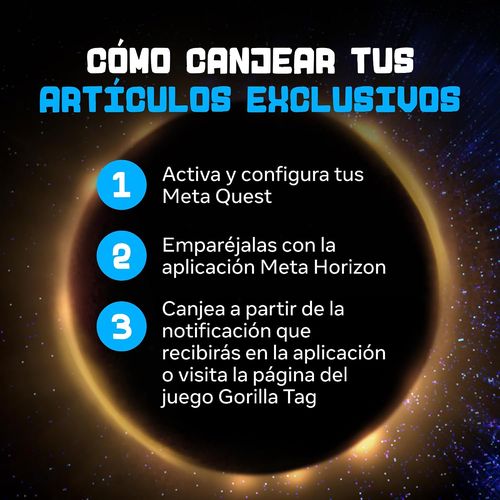 CÓMO CANJEAR TUS
ARTÍCULOS EXCLUSIVOS
1
Activa y configura tus
Meta Quest
2
Emparéjalas con la
aplicación Meta Horizon
3
Canjea a partir de la
notificación que
recibirás en la aplicación
o visita la página del
juego Gorilla Tag